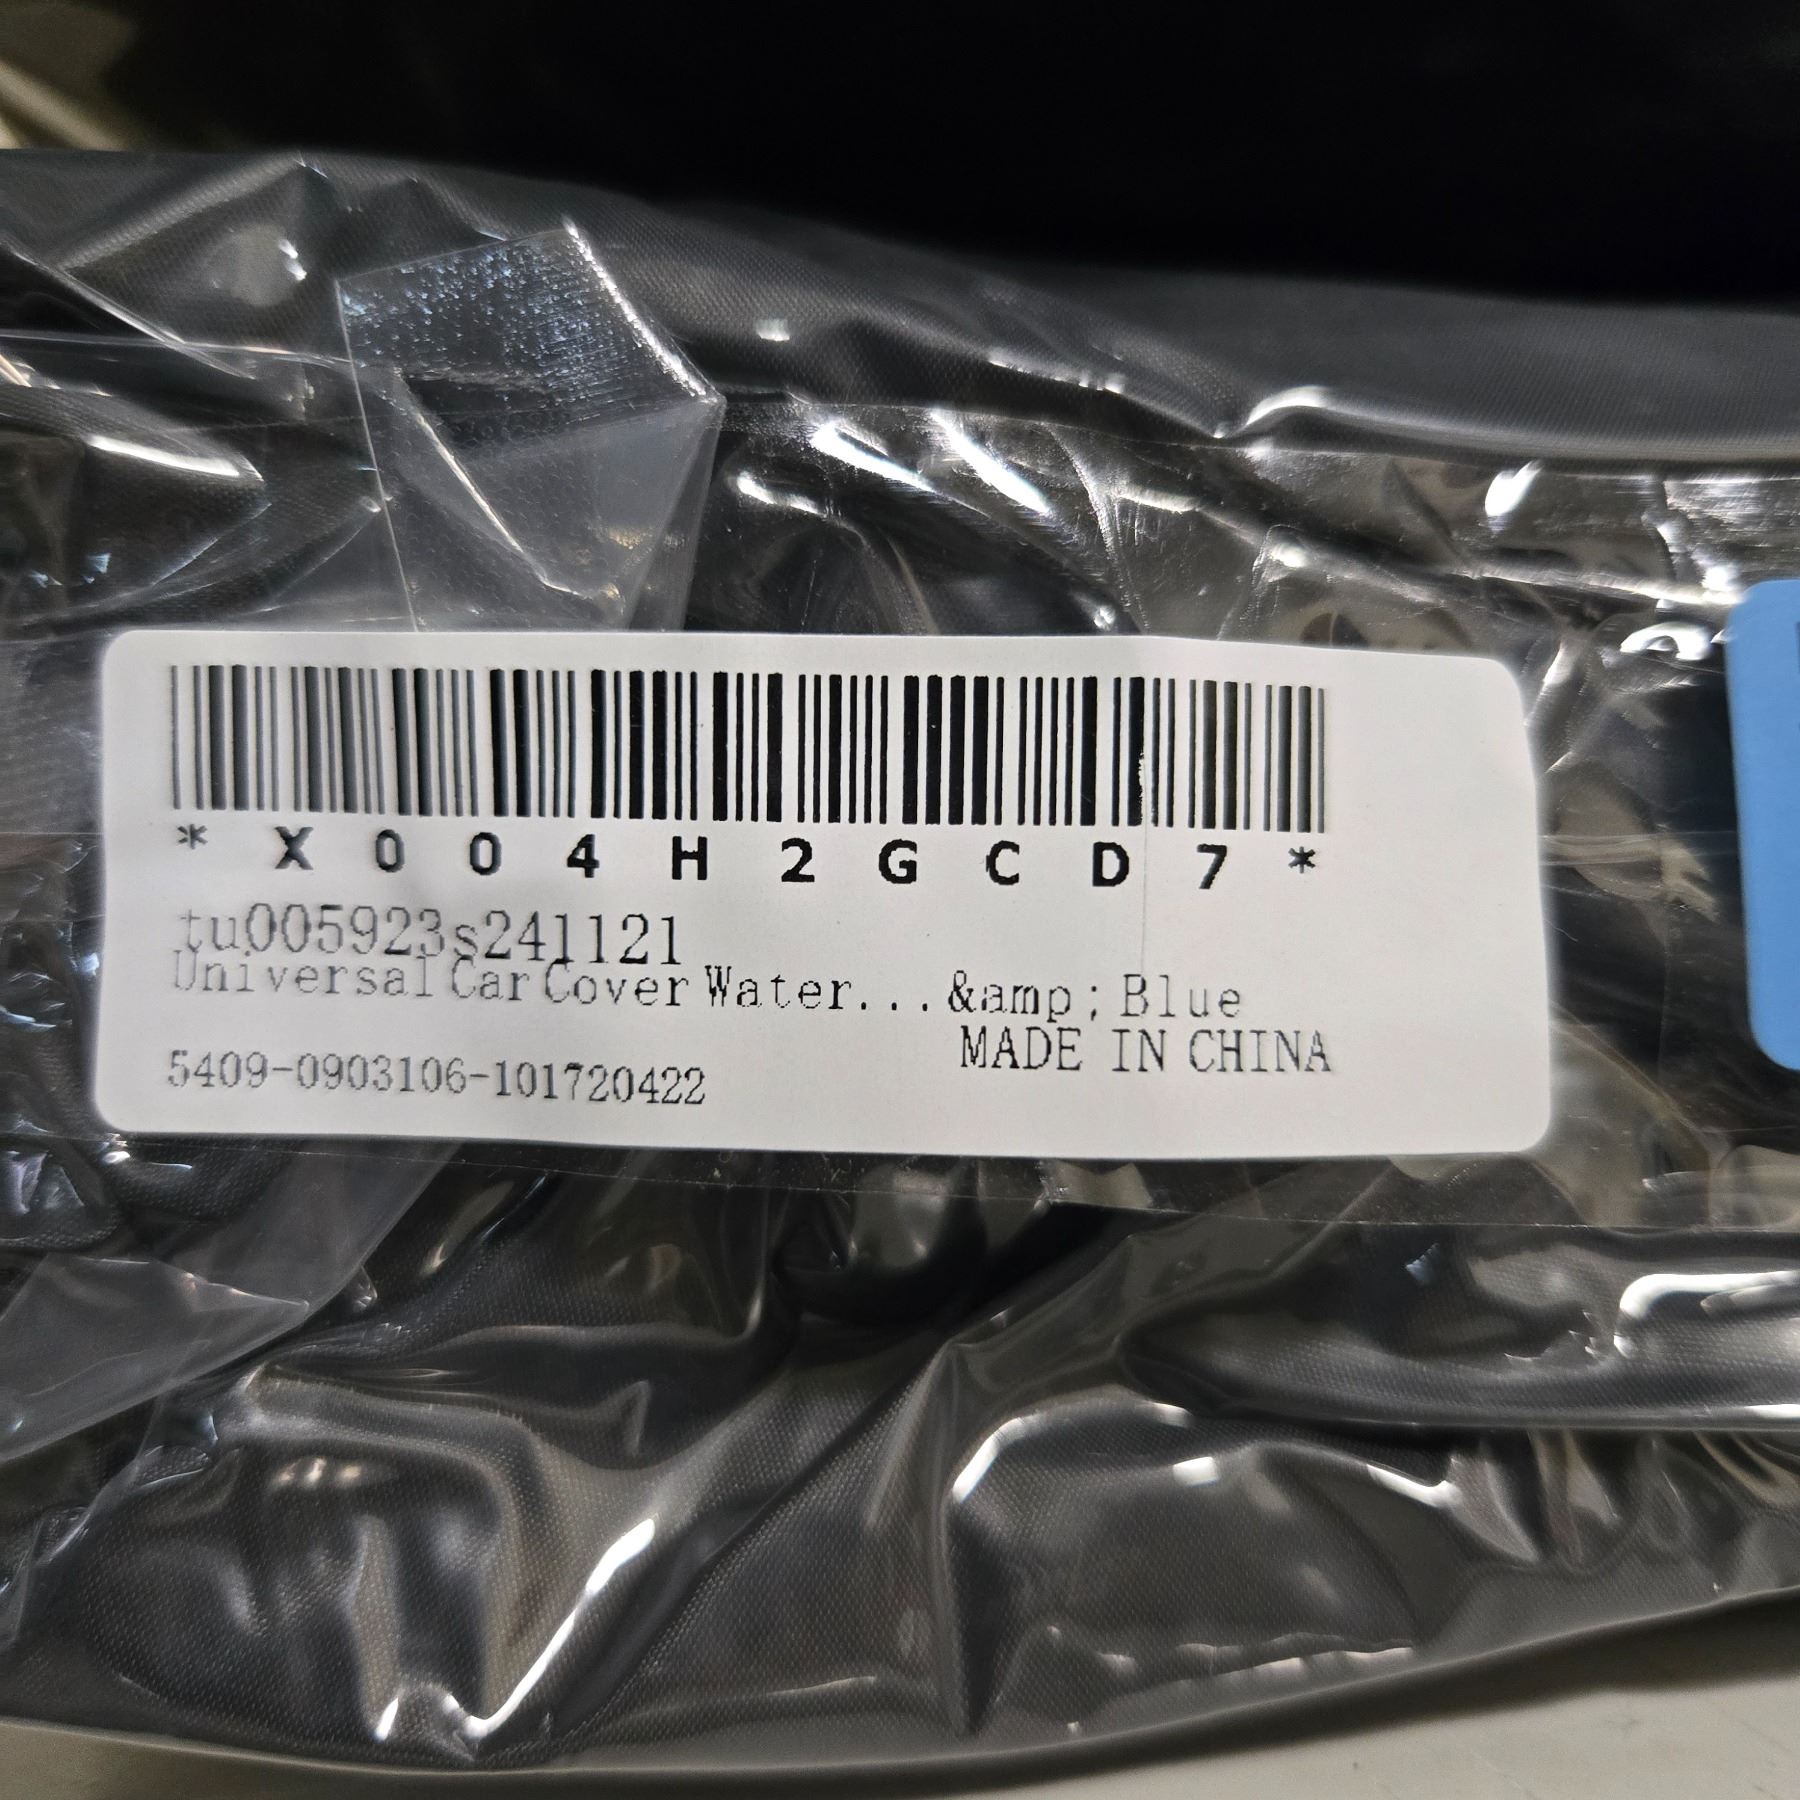 *X004H2GCD7*
tu005923s241121
Universal Car Cover Water...&amp; Blue
MADE IN CHINA
5409-0903106-101720422